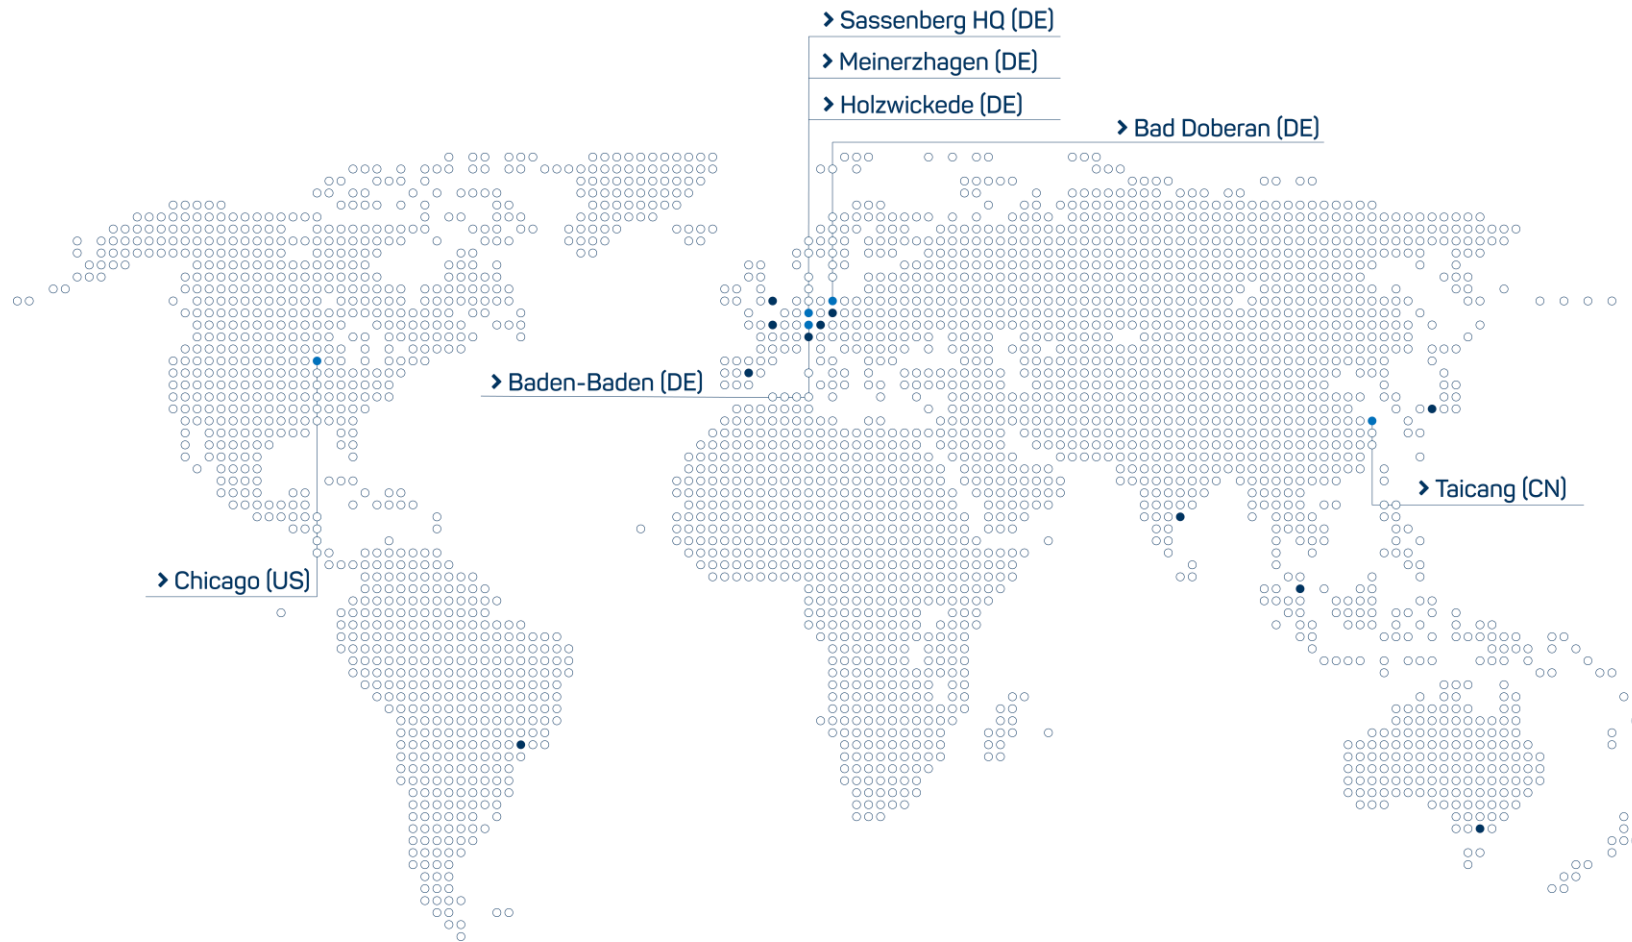 Sassenberg HQ (DE)
Meinerzhagen (DE)
Holzwickede (DE)
Bad Doberan (DE)
Baden-Baden (DE)
Taicang (CN)
Chicago (US)